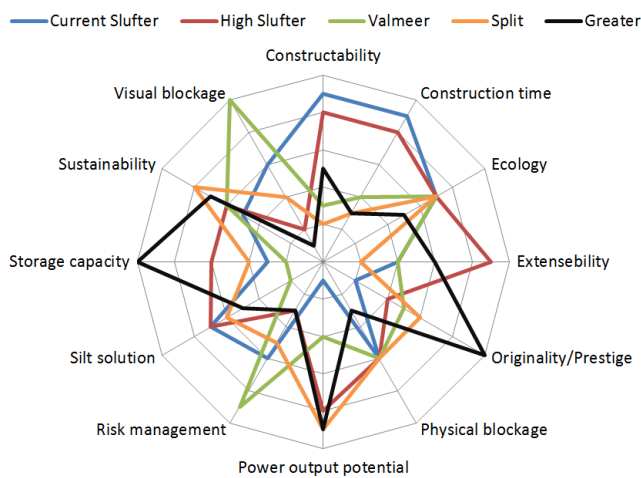 Current Slufter High Slufter Valmeer Split Greater
Constructability
Visual blockage Construction time
Sustainability Ecology
Storage capacity Extensebility
Silt solution Originality/Prestige
Risk management Physical blockage
Power output potential